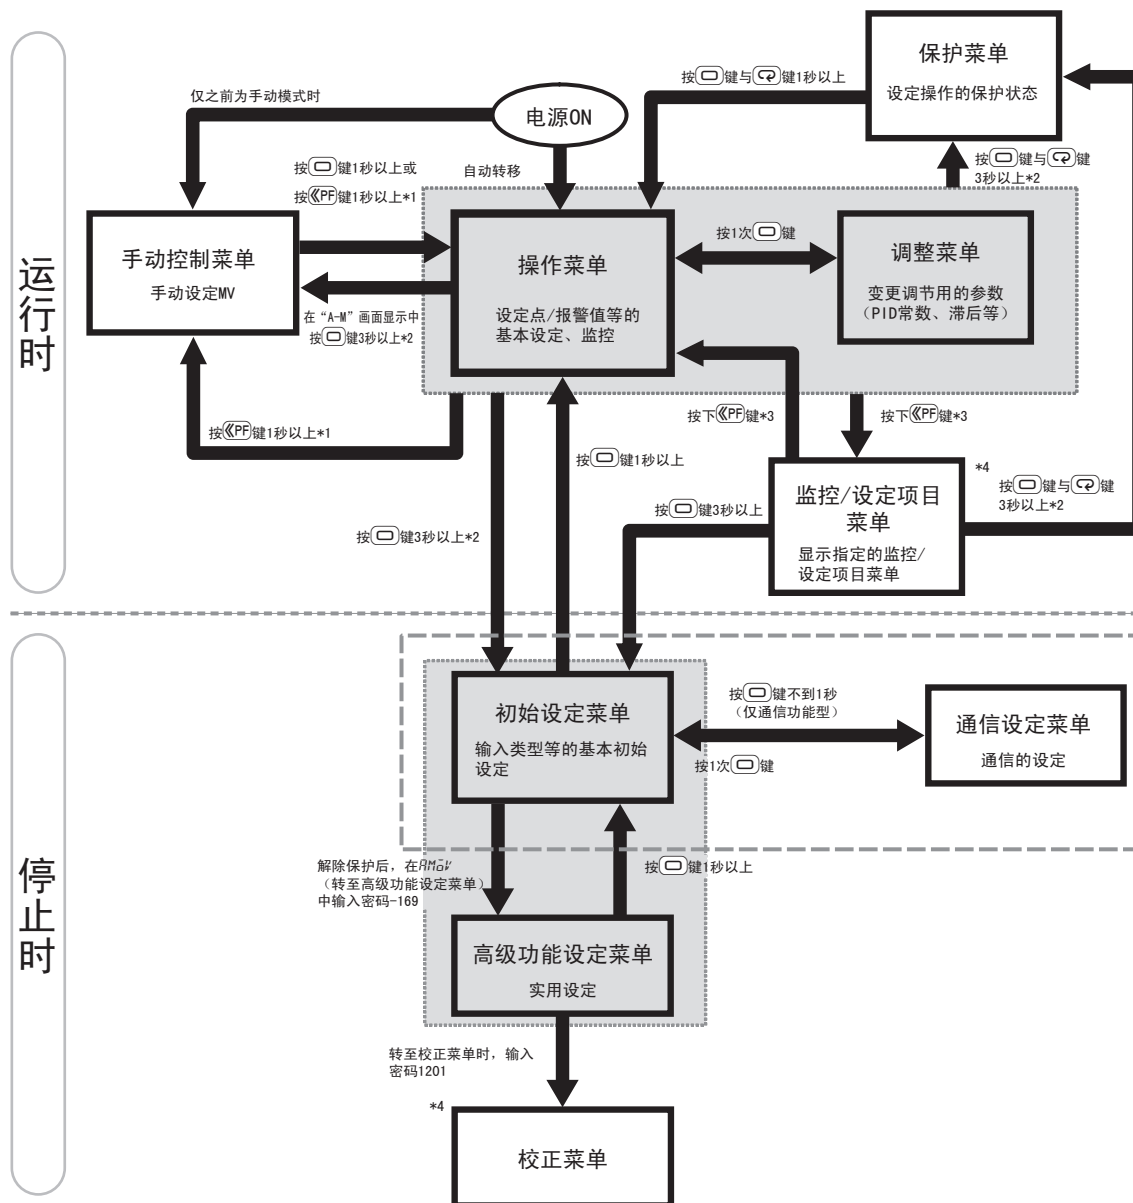 运行时
保护菜单
设定操作的保护状态
按 键与 键1秒以上
仅之前为手动模式时
电源ON
按 键与 键
3秒以上*2
按 键1秒以上或
按《PF键1秒以上*1
自动转移
手动控制菜单
手动设定MV
操作菜单
设定点/报警值等的
基本设定、监控
按1次 键
调整菜单
变更调节用的参数
（PID常数、滞后等）
在“A-M”画面显示中
按 键3秒以上*2
按《PF键1秒以上*1
按下《PF键*3
按下《PF键*3
按 键1秒以上
*4
监控/设定项目
菜单
显示指定的监控/
设定项目菜单
按 键与 键
3秒以上*2
按 键3秒以上
按 键3秒以上*2
停止时
初始设定菜单
输入类型等的基本初始
设定
按 键不到1秒
（仅通信功能型）
按1次 键
通信设定菜单
通信的设定
解除保护后，在AMoV
（转至高级功能设定菜单）
中输入密码-169
按 键1秒以上
高级功能设定菜单
实用设定
转至校正菜单时，输入
密码1201
*4
校正菜单